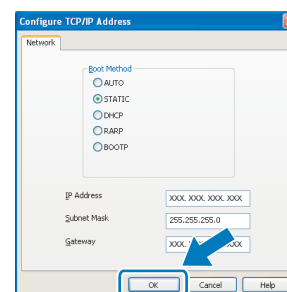 Configure TCP/IP Address
Network
Boot Method
AUTO
STATIC
DHCP
RARP
BOOTP
IP Address XXX. XXX. XXX. XXX
Subnet Mask 255.255.255.0
Gateway XXX. XXX
OK Cancel Help